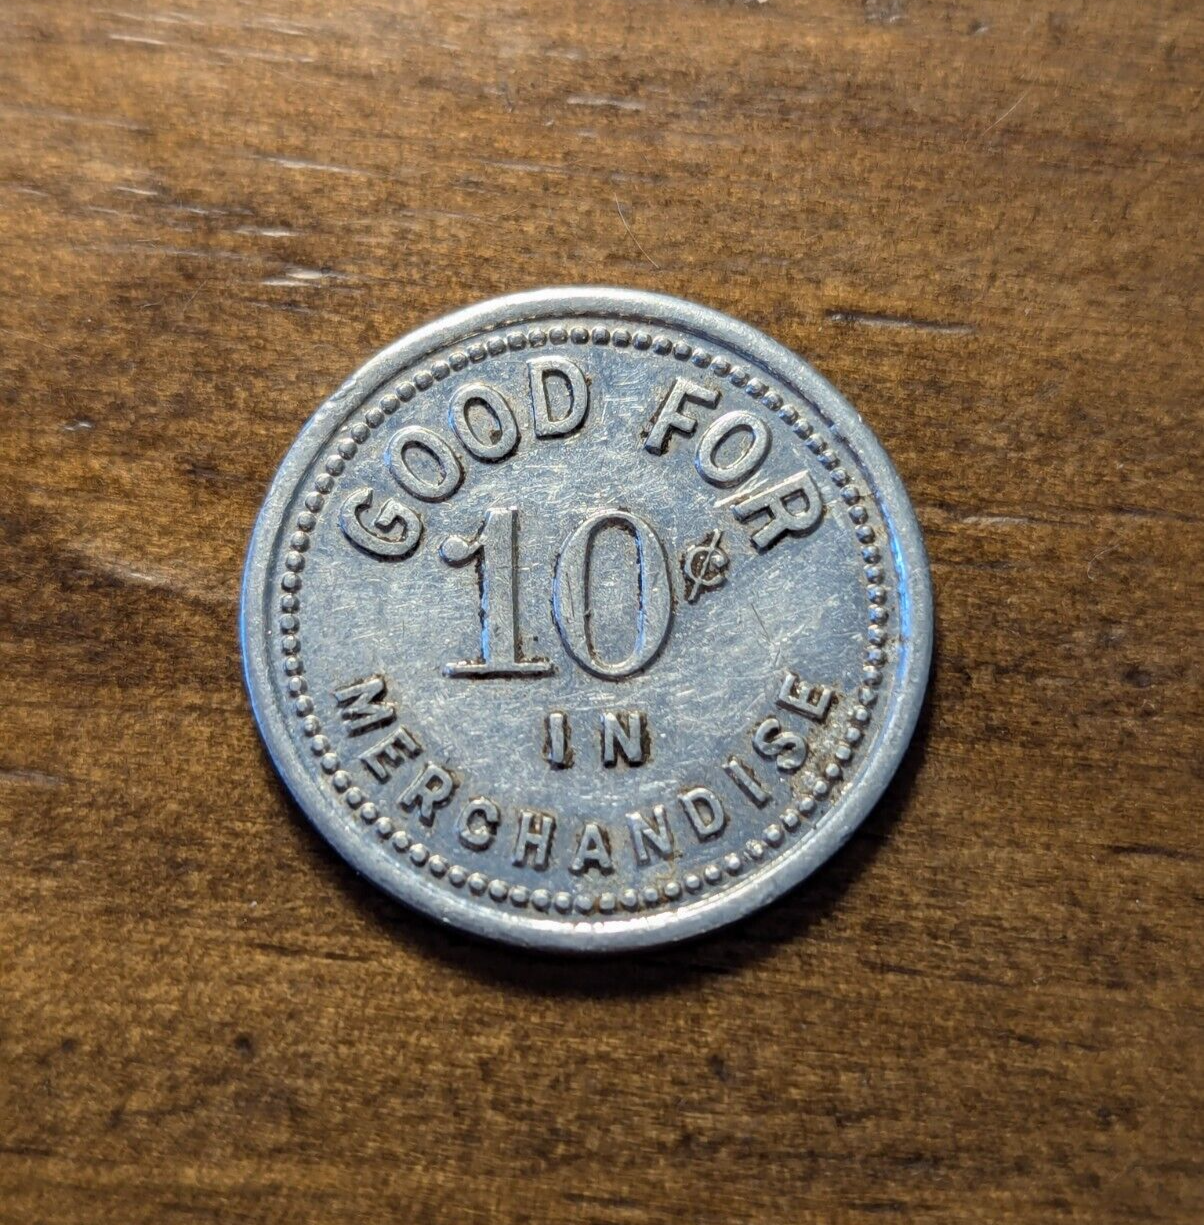 GOOD FOR
10¢
IN
MERCHANDISE